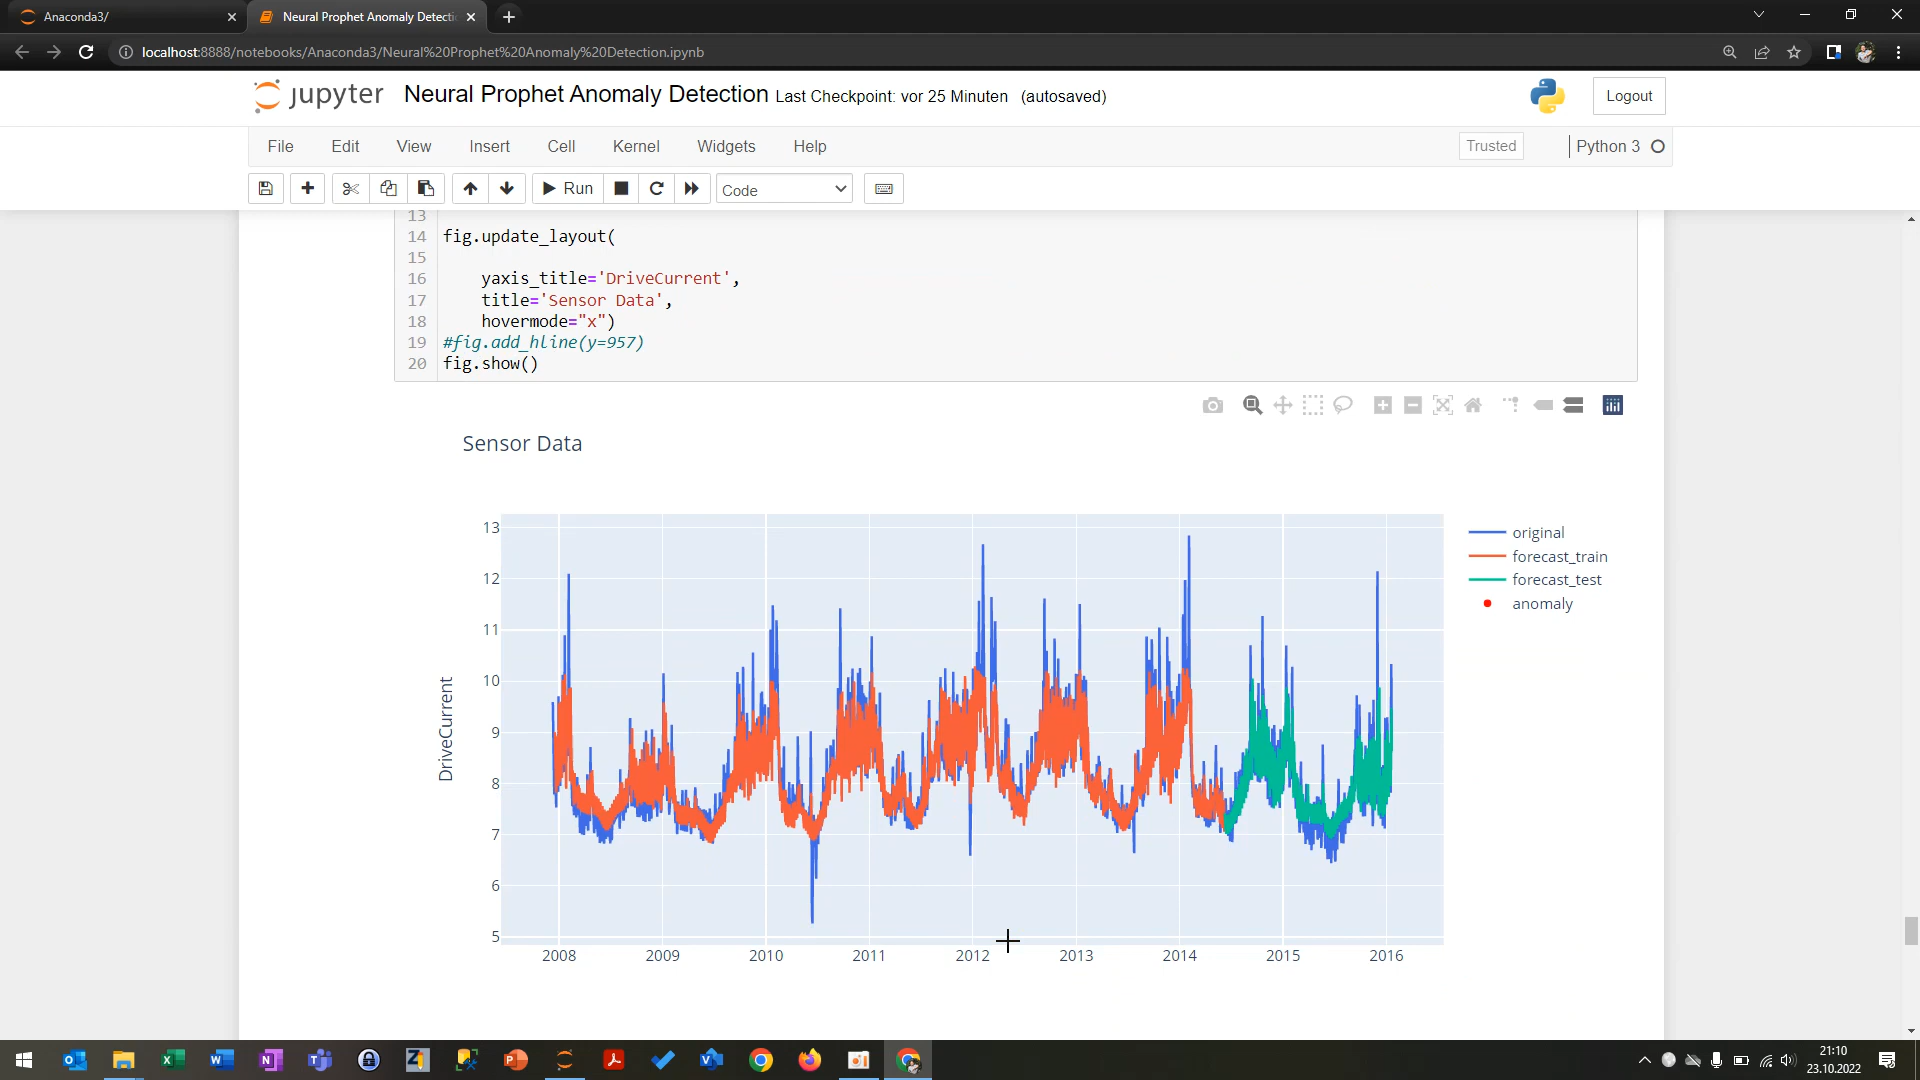 Anaconda3/
Neural Prophet Anomaly Detecti
localhost:8888/notebooks/Anaconda3/Neural%20Prophet%20Anomaly%20Detection.ipynb
jupyter Neural Prophet Anomaly Detection Last Checkpoint: vor 25 Minuten (autosaved)
Logout
File Edit View Insert Cell Kernel Widgets Help
Trusted Python 3
Run Code
13
14 fig.update_layout(
15
16 yaxis_title='DriveCurrent',
17 title='Sensor Data',
18 hovermode="x")
19 #fig.add_hline(y=957)
20 fig.show()
Sensor Data
13
12
11
10
9
8
7
6
5
DriveCurrent
2008 2009 2010 2011 2012 2013 2014 2015 2016
original
forecast_train
forecast_test
anomaly
21:10
23.10.2022